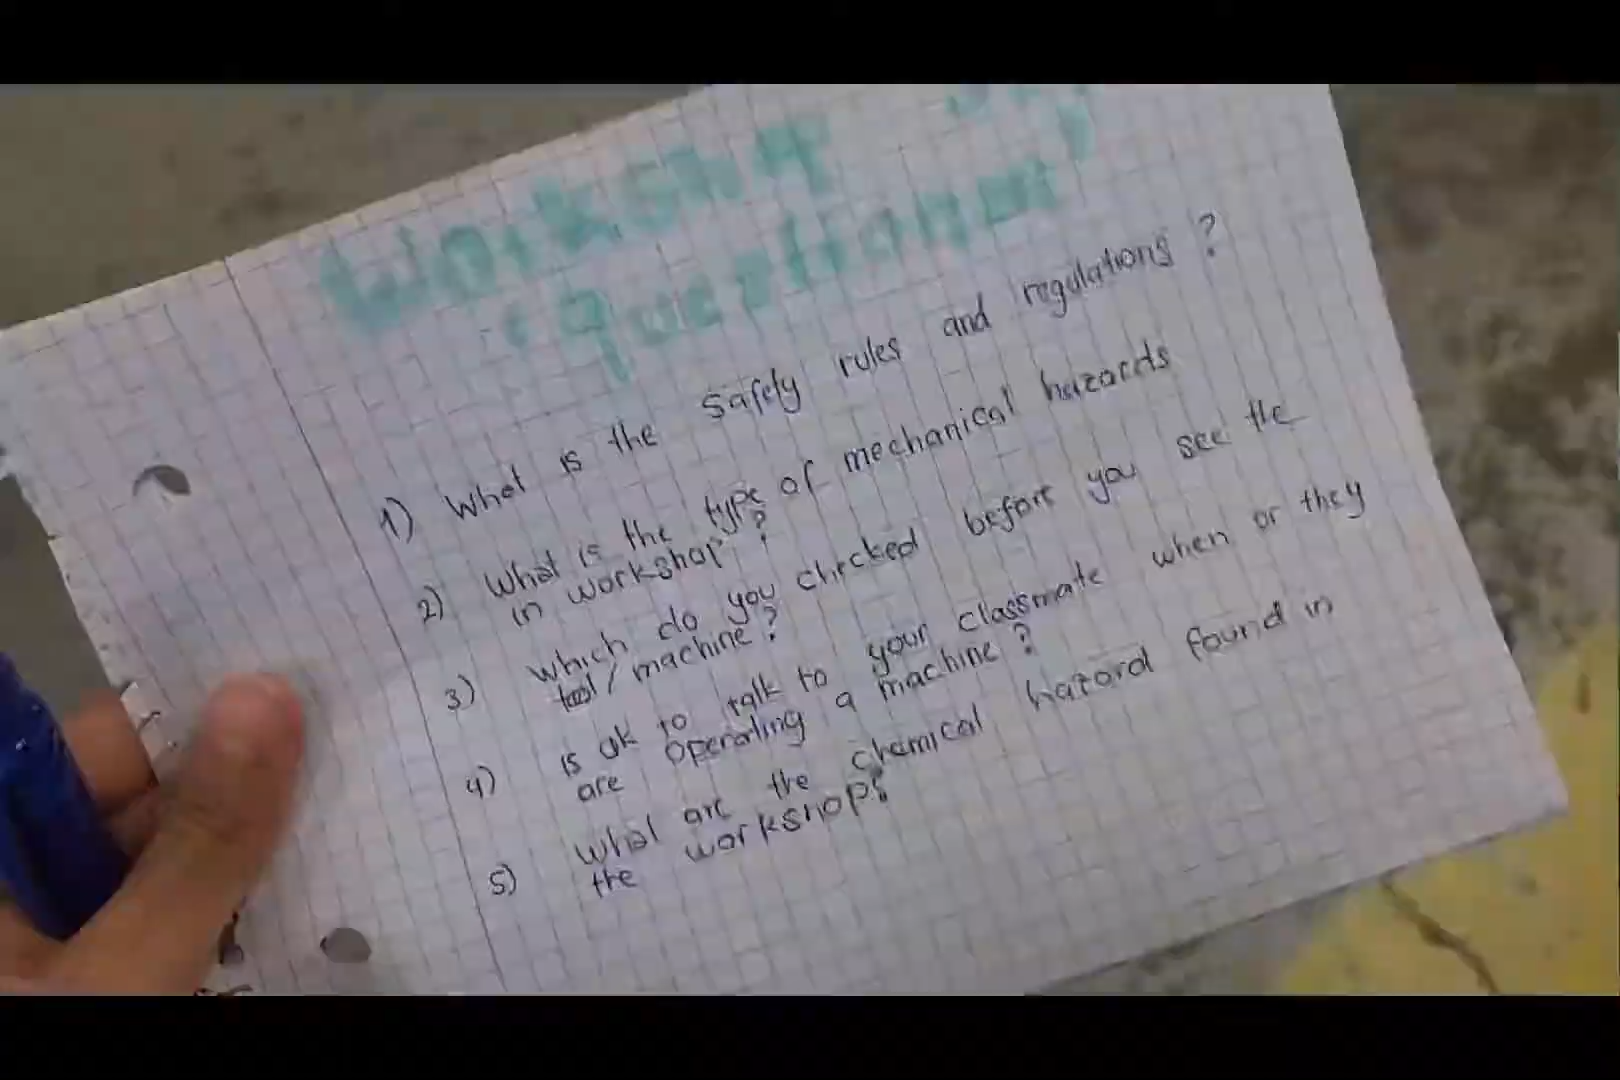 Questions
1) What is the safety rules and regulations ?
2) What is the type of mechanical hazards
in workshop ?
3) Which do you checked before you see the
tool / machine ?
4) is ok to talk to your classmate when or they
are operating a machine ?
5) What are the chemical hazard found in
the workshop?